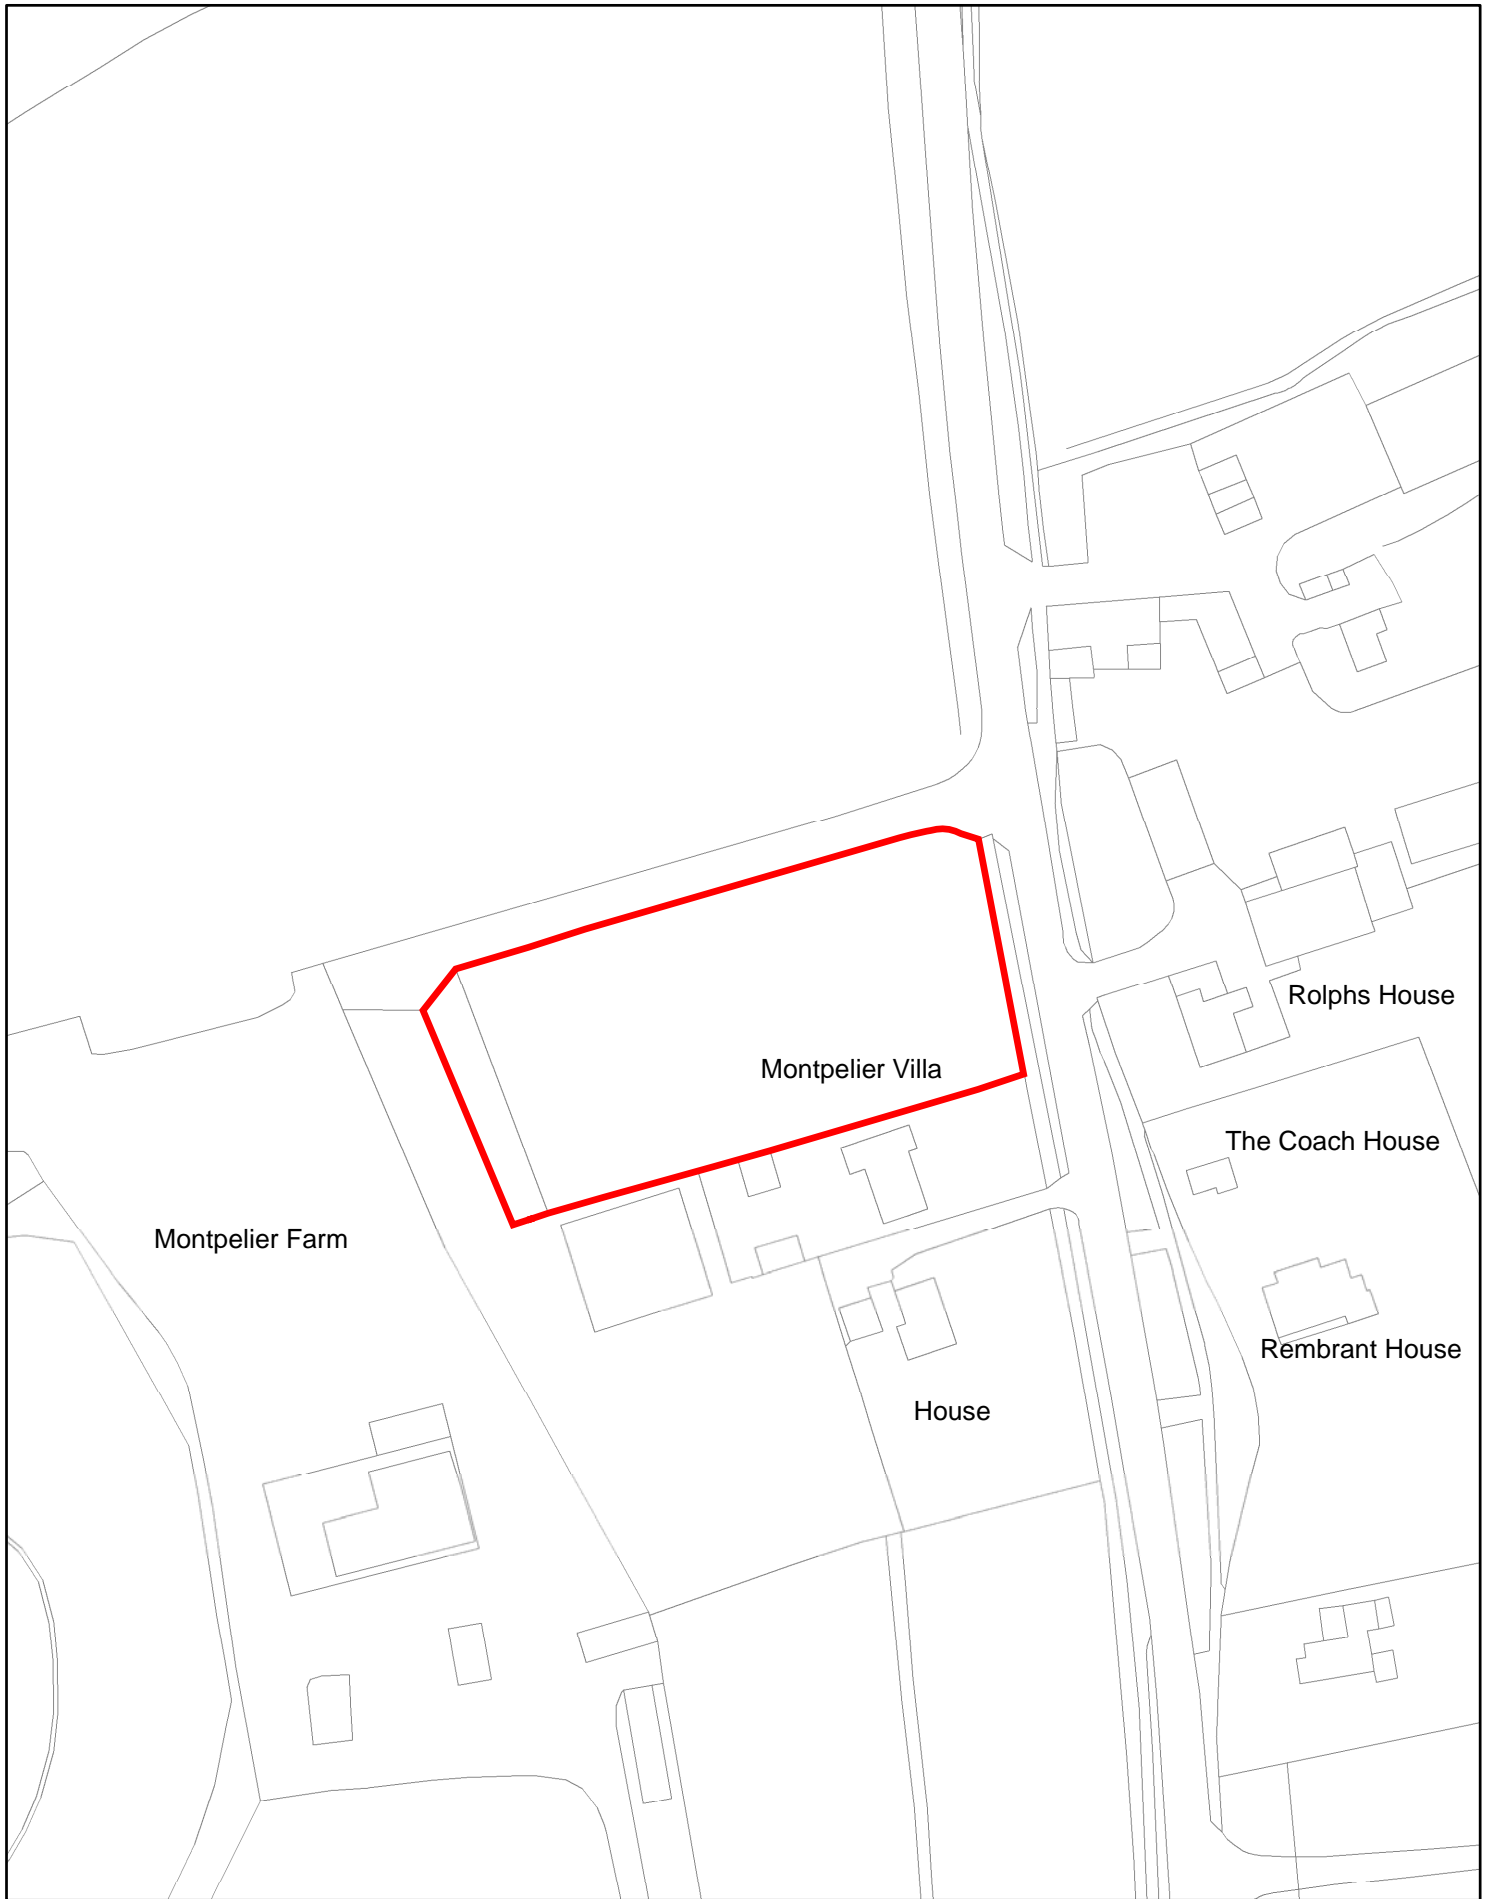 Rolphs House
Montpelier Villa
The Coach House
Montpelier Farm
Rembrant House
House